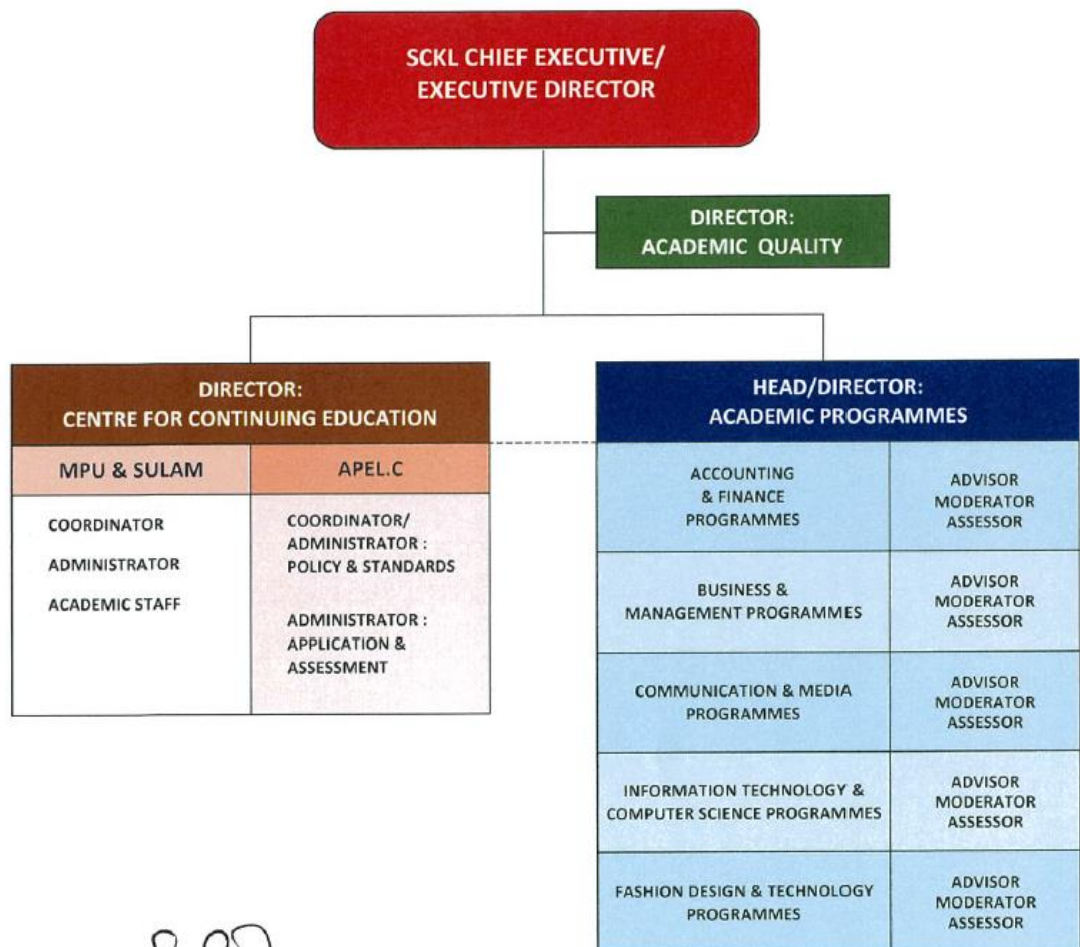 SCKL CHIEF EXECUTIVE/
EXECUTIVE DIRECTOR
DIRECTOR:
ACADEMIC QUALITY
DIRECTOR:
CENTRE FOR CONTINUING EDUCATION
MPU & SULAM
APEL.C
COORDINATOR
ADMINISTRATOR
ACADEMIC STAFF
COORDINATOR/
ADMINISTRATOR :
POLICY & STANDARDS
ADMINISTRATOR :
APPLICATION &
ASSESSMENT
HEAD/DIRECTOR:
ACADEMIC PROGRAMMES
ACCOUNTING
& FINANCE
PROGRAMMES
ADVISOR
MODERATOR
ASSESSOR
BUSINESS &
MANAGEMENT PROGRAMMES
ADVISOR
MODERATOR
ASSESSOR
COMMUNICATION & MEDIA
PROGRAMMES
ADVISOR
MODERATOR
ASSESSOR
INFORMATION TECHNOLOGY &
COMPUTER SCIENCE PROGRAMMES
ADVISOR
MODERATOR
ASSESSOR
FASHION DESIGN & TECHNOLOGY
PROGRAMMES
ADVISOR
MODERATOR
ASSESSOR